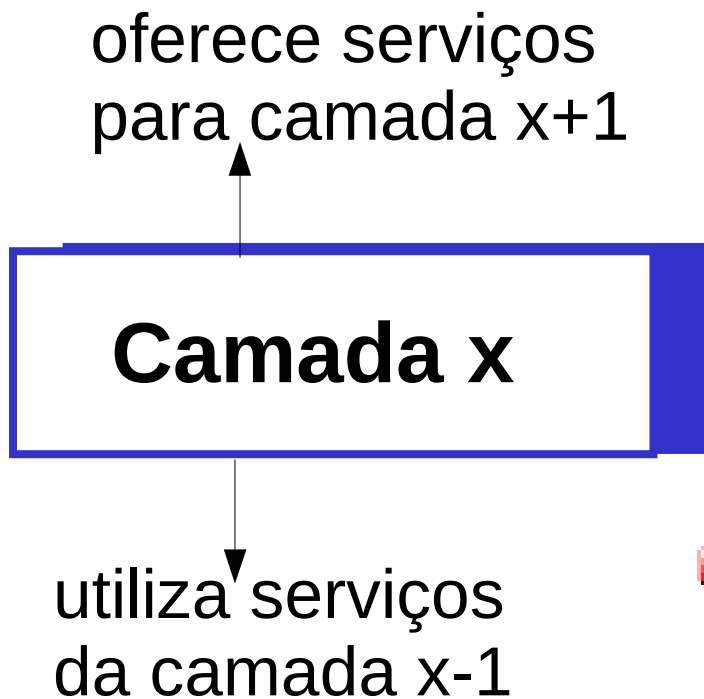 oferece serviços
para camada x+1
Camada x
utiliza serviços
da camada x-1